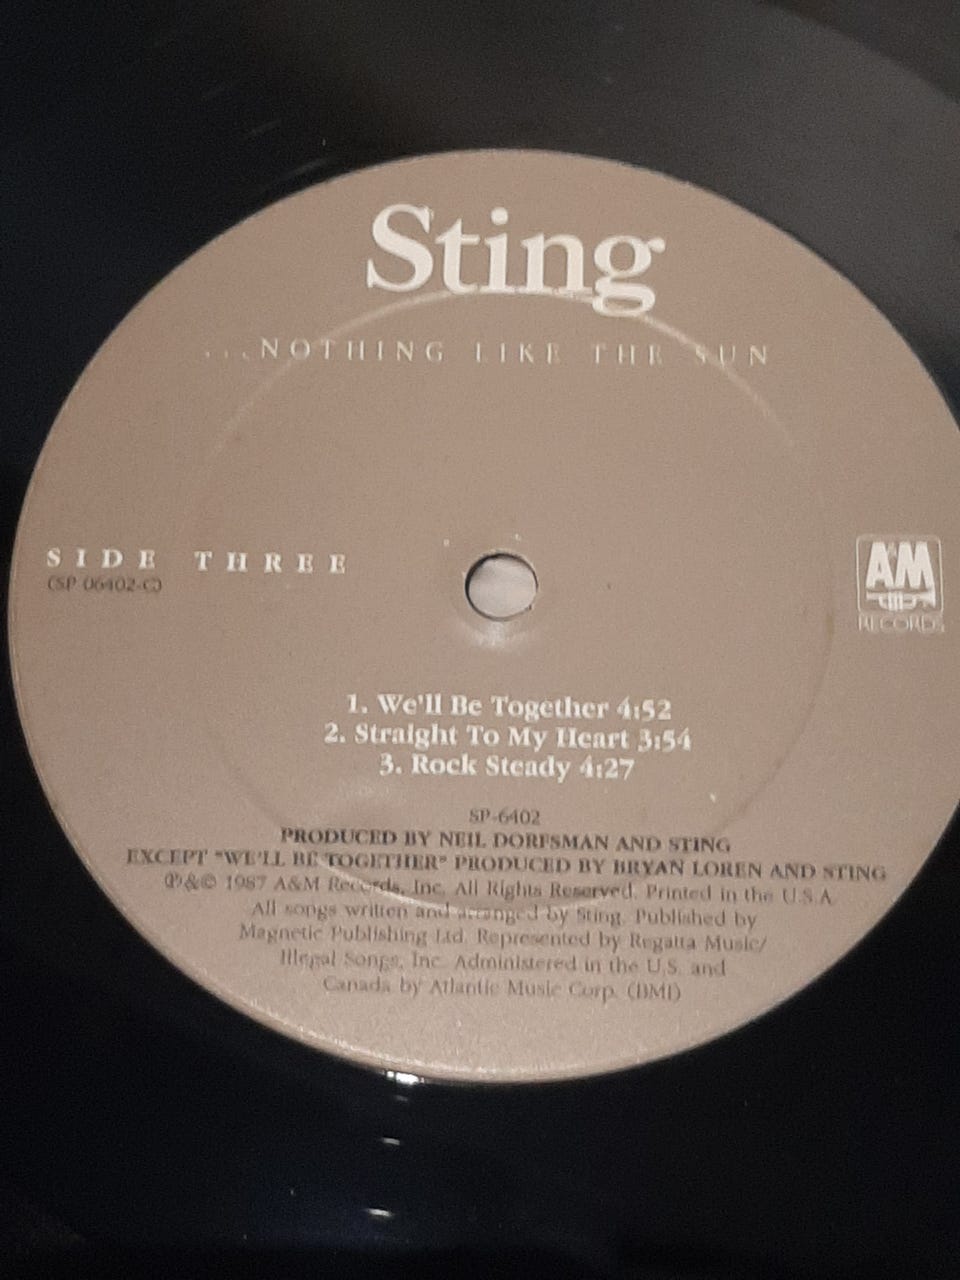 Sting
...NOTHING LIKE THE SUN
SIDE THREE
(SP 06402-C)
A&M
RECORDS
1. We'll Be Together 4:52
2. Straight To My Heart 3:54
3. Rock Steady 4:27
SP-6402
PRODUCED BY NEIL DORFSMAN AND STING
EXCEPT "WE'LL BE TOGETHER" PRODUCED BY BRYAN LOREN AND STING
℗&© 1987 A&M Records, Inc. All Rights Reserved. Printed in the U.S.A.
All songs written and arranged by Sting. Published by
Magnetic Publishing Ltd. Represented by Regatta Music/
Illegal Songs, Inc. Administered in the U.S. and
Canada by Atlantic Music Corp. (BMI)